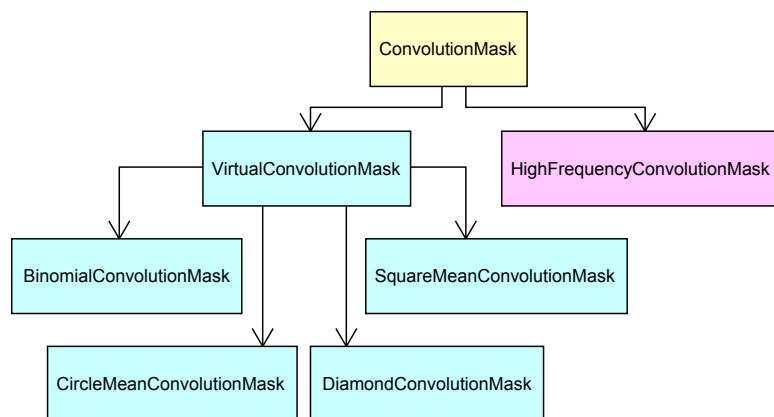 ConvolutionMask
VirtualConvolutionMask
HighFrequencyConvolutionMask
BinomialConvolutionMask
SquareMeanConvolutionMask
CircleMeanConvolutionMask
DiamondConvolutionMask